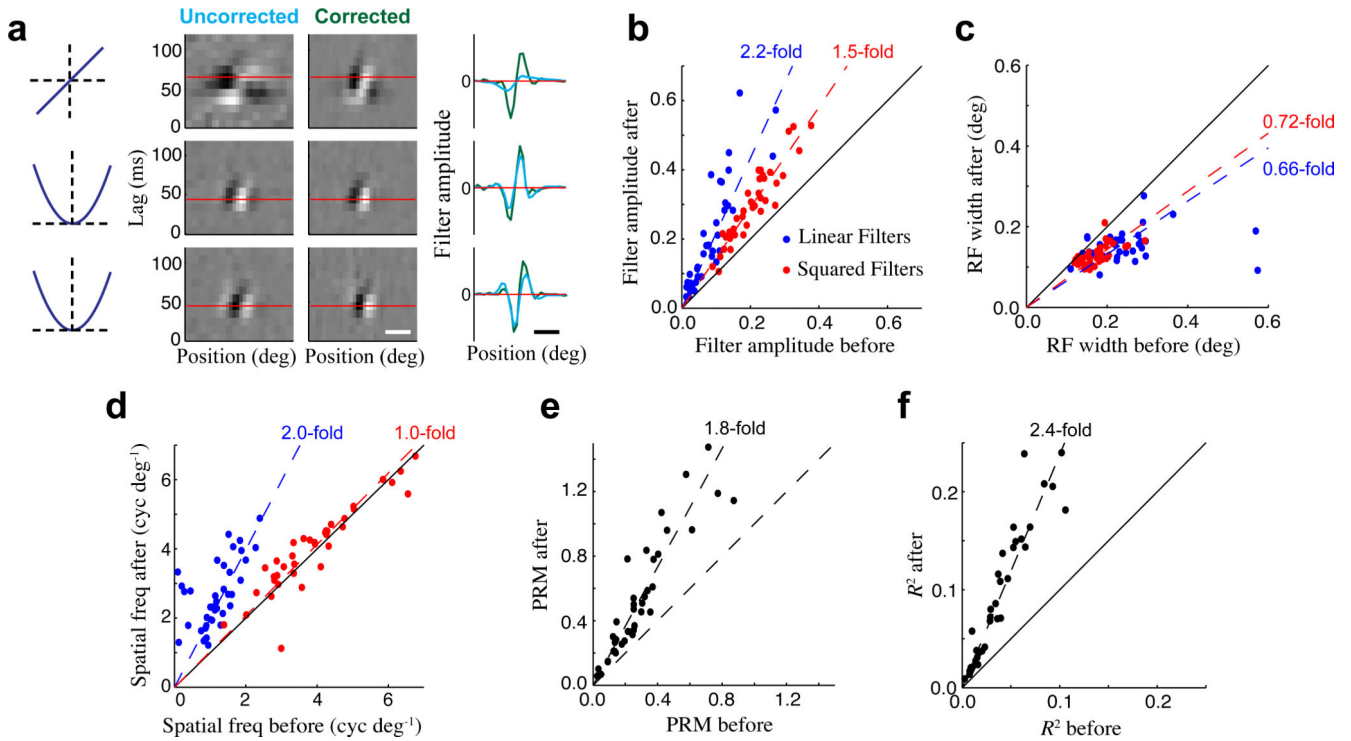 a
Uncorrected
Corrected
100
50
0
100
50
0
100
50
0
Lag (ms)
Position (deg)
Position (deg)
Filter amplitude
0
0
0
Position (deg)
b
2.2-fold
1.5-fold
Filter amplitude after
0.6
0.4
0.2
0.0
Linear Filters
Squared Filters
0.0
0.2
0.4
0.6
Filter amplitude before
c
RF width after (deg)
0.6
0.4
0.2
0.0
0.72-fold
0.66-fold
0.0
0.2
0.4
0.6
RF width before (deg)
d
2.0-fold
1.0-fold
Spatial freq after (cyc deg⁻¹)
6
4
2
0
0
2
4
6
Spatial freq before (cyc deg⁻¹)
e
1.8-fold
PRM after
1.2
0.8
0.4
0.0
0.0
0.4
0.8
1.2
PRM before
f
2.4-fold
R² after
0.2
0.1
0.0
0.0
0.1
0.2
R² before